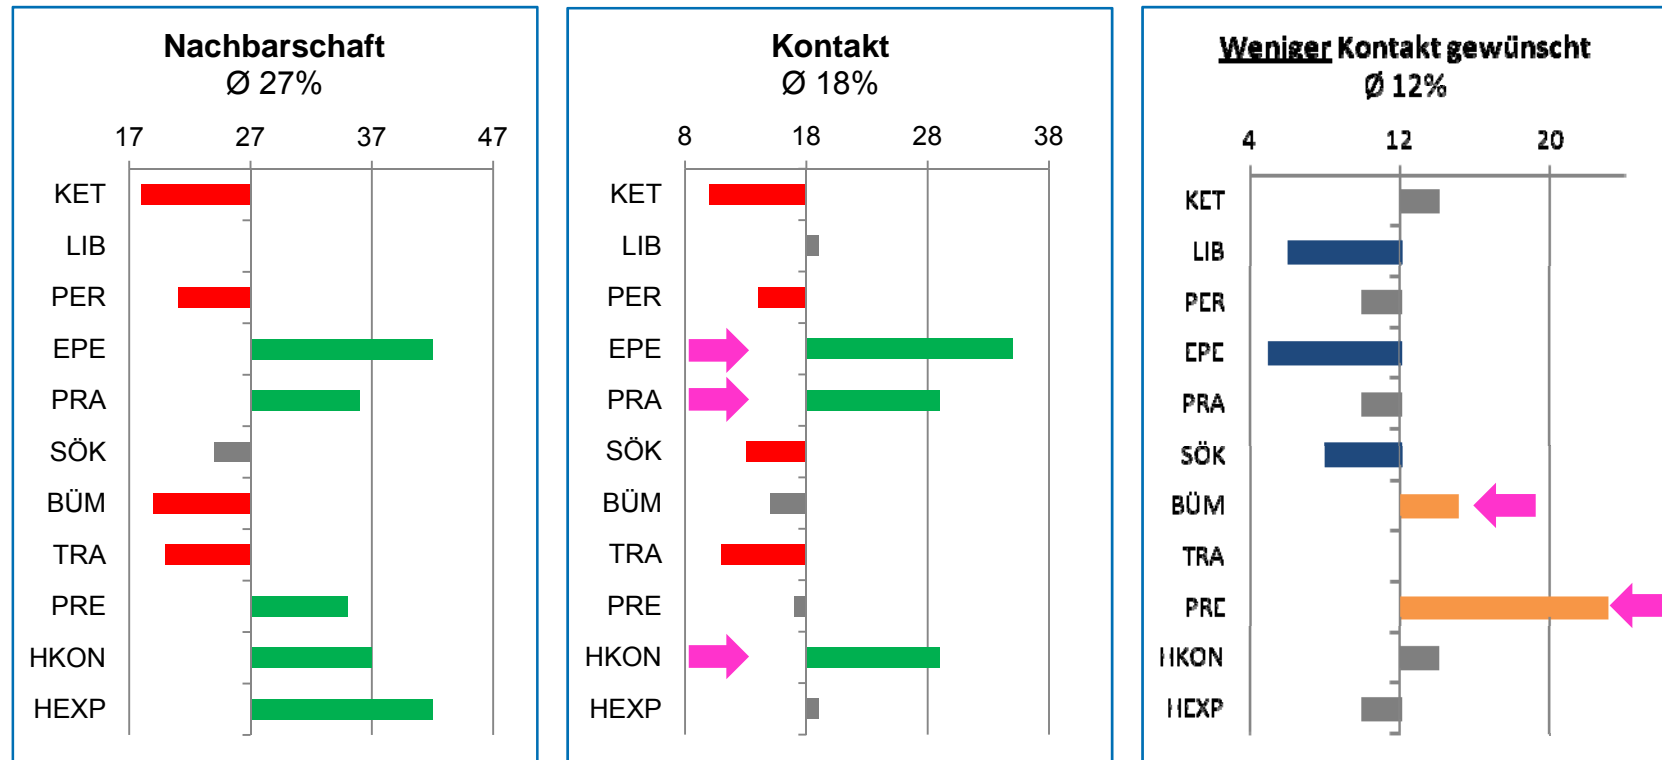 Nachbarschaft
Ø 27%
17 27 37 47
KET
LIB
PER
EPE
PRA
SÖK
BÜM
TRA
PRE
HKON
HEXP
Kontakt
Ø 18%
8 18 28 38
KET
LIB
PER
EPE
PRA
SÖK
BÜM
TRA
PRE
HKON
HEXP
Weniger Kontakt gewünscht
Ø 12%
4 12 20
KET
LIB
PER
EPE
PRA
SÖK
BÜM
TRA
PRE
HKON
HEXP